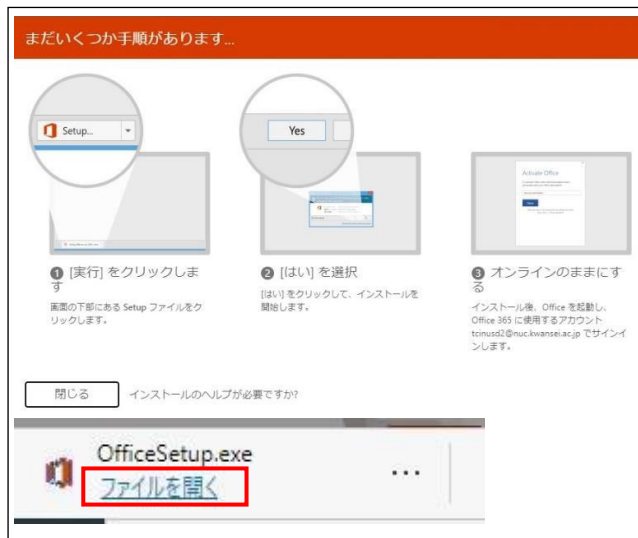 まだいくつか手順があります...
Setup...
Yes
Activate Office
❶ [実行] をクリックしま
す
画面の下部にある Setup ファイルをク
リックします。
❷ [はい] を選択
[はい] をクリックして、インストールを
開始します。
❸ オンラインのままにす
る
インストール後、Office を起動し、
Office 365 に使用するアカウント
tcinusd2@nuc.kwansei.ac.jp でサインイ
ンします。
閉じる
インストールのヘルプが必要ですか?
OfficeSetup.exe
ファイルを開く
...